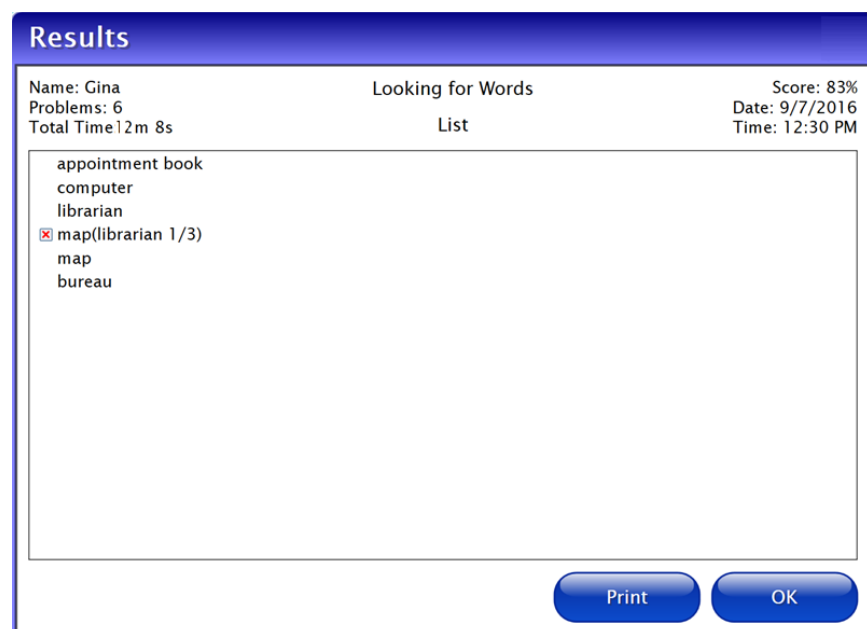 Results
Name: Gina
Problems: 6
Total Time12m 8s
Looking for Words
List
Score: 83%
Date: 9/7/2016
Time: 12:30 PM
appointment book
computer
librarian
map(librarian 1/3)
map
bureau
Print
OK